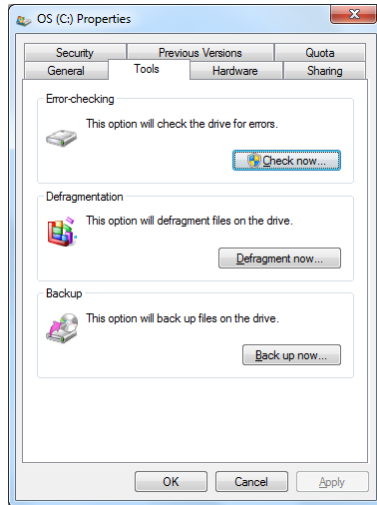 OS (C:) Properties
Security Previous Versions Quota
General Tools Hardware Sharing
Error-checking
This option will check the drive for errors.
Check now...
Defragmentation
This option will defragment files on the drive.
Defragment now...
Backup
This option will back up files on the drive.
Back up now...
OK Cancel Apply